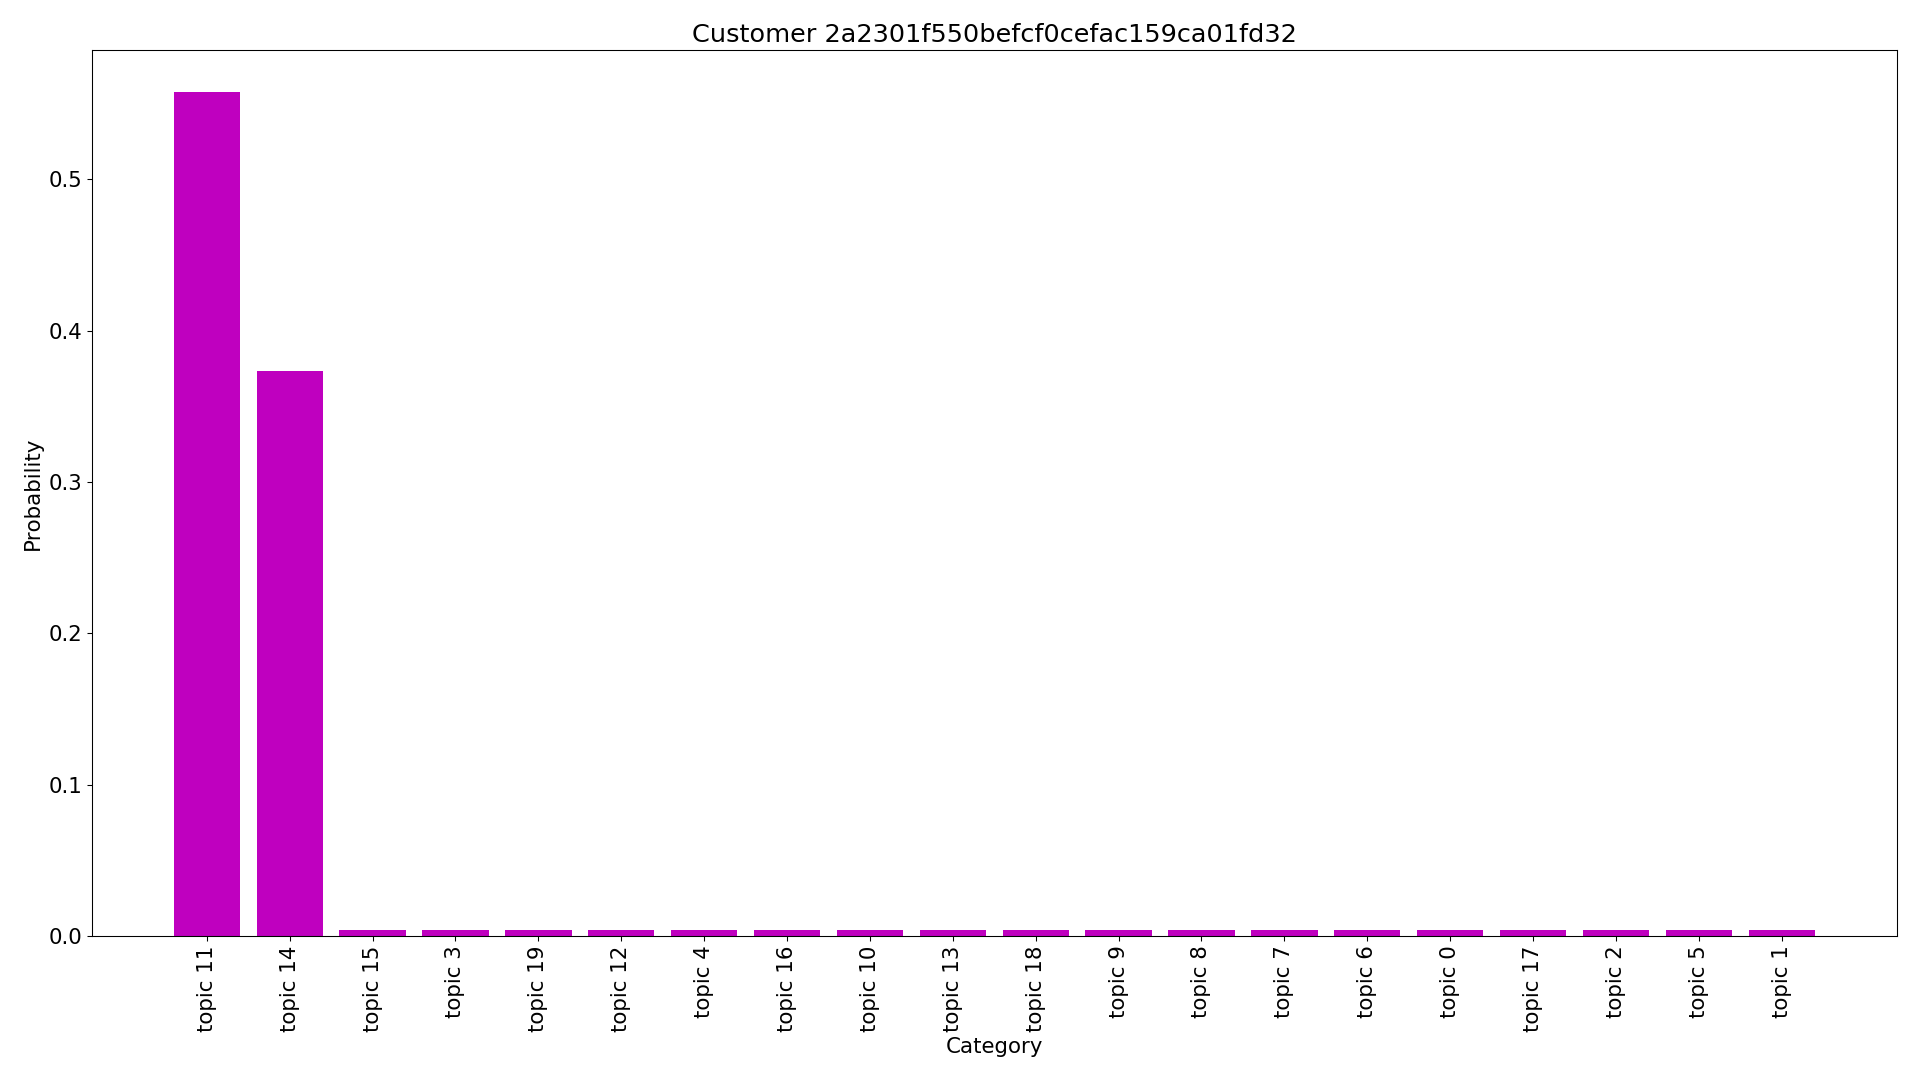 Customer 2a2301f550befcf0cefac159ca01fd32
Probability
0.5
0.4
0.3
0.2
0.1
0.0
topic 11
topic 14
topic 15
topic 3
topic 19
topic 12
topic 4
topic 16
topic 10
topic 13
topic 18
topic 9
topic 8
topic 7
topic 6
topic 0
topic 17
topic 2
topic 5
topic 1
Category